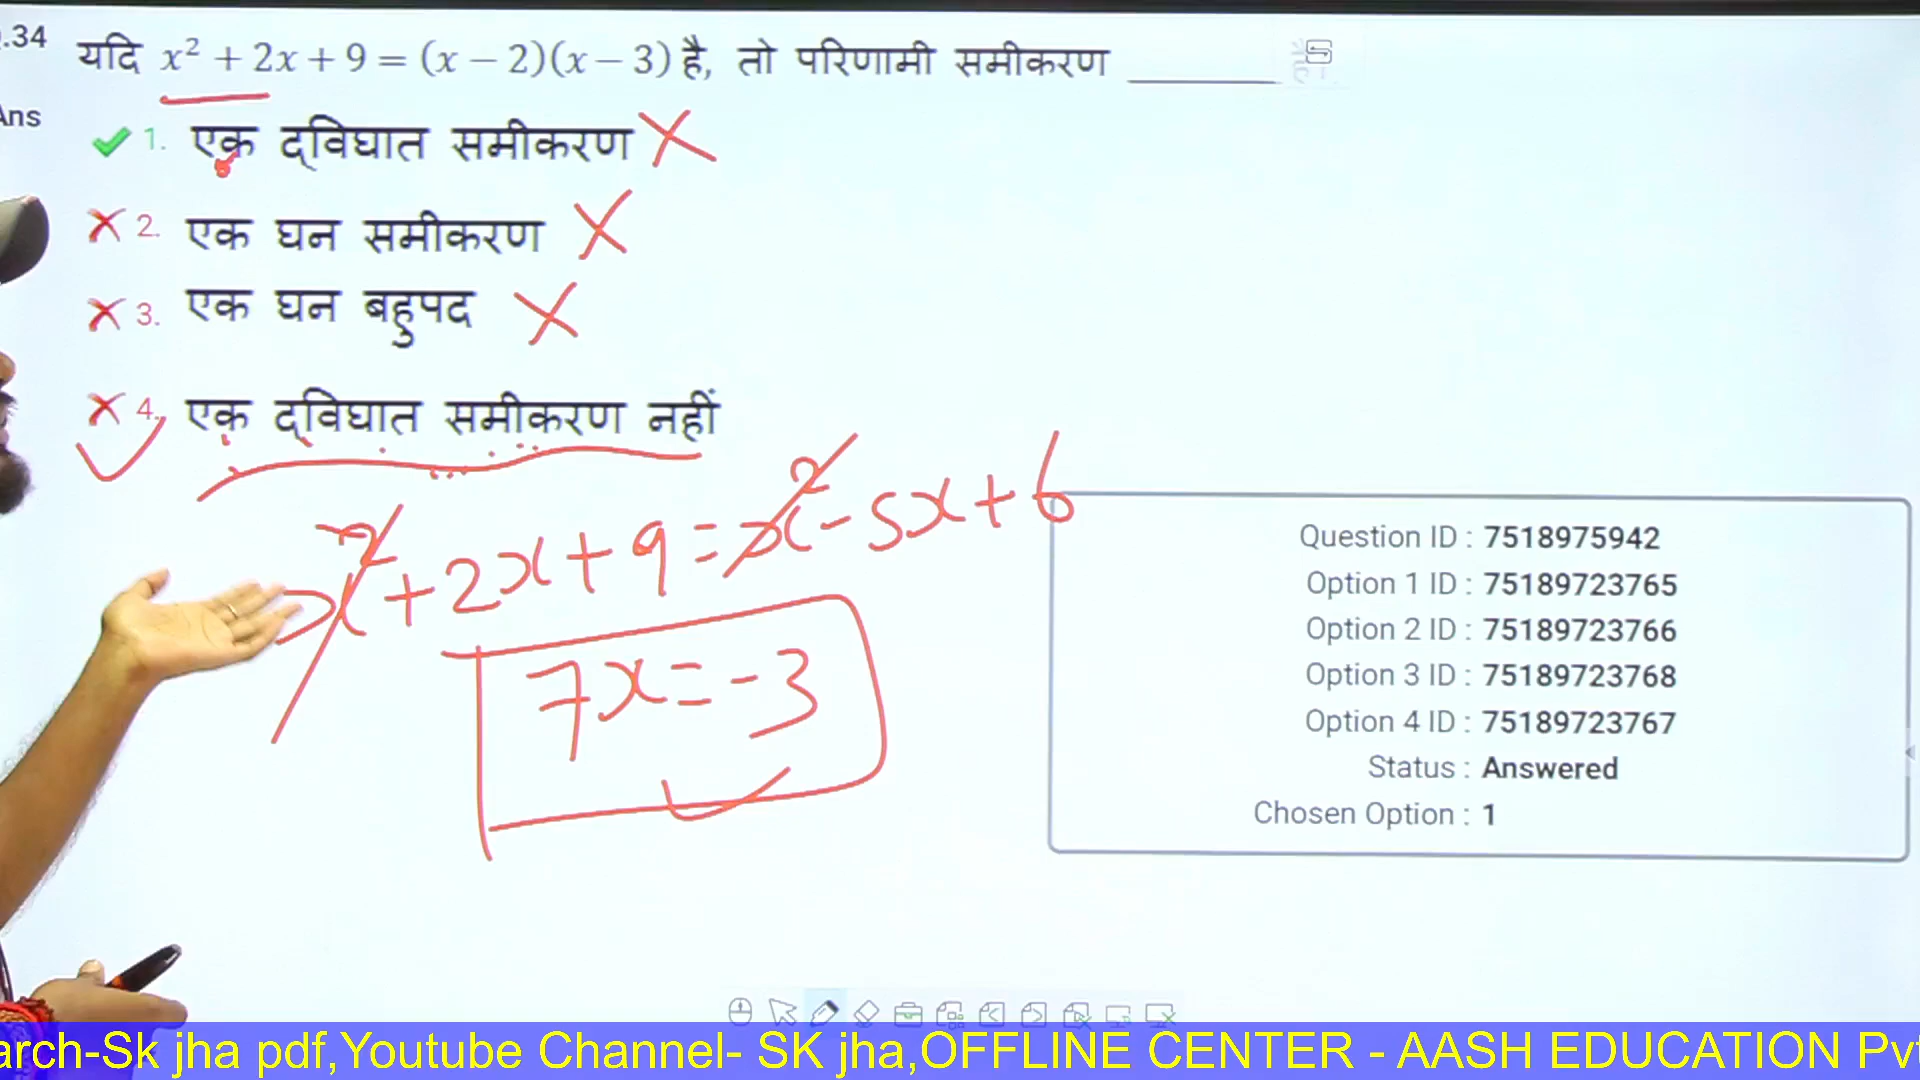 .34 यदि x² + 2x + 9 = (x − 2)(x − 3) है, तो परिणामी समीकरण ________
Ans
1. एक द्विघात समीकरण
2. एक घन समीकरण
3. एक घन बहुपद
4. एक द्विघात समीकरण नहीं
x² + 2x + 9 = x² - 5x + 6
7x = -3
Question ID : 7518975942
Option 1 ID : 75189723765
Option 2 ID : 75189723766
Option 3 ID : 75189723768
Option 4 ID : 75189723767
Status : Answered
Chosen Option : 1
arch-Sk jha pdf,Youtube Channel- SK jha,OFFLINE CENTER - AASH EDUCATION Pvt